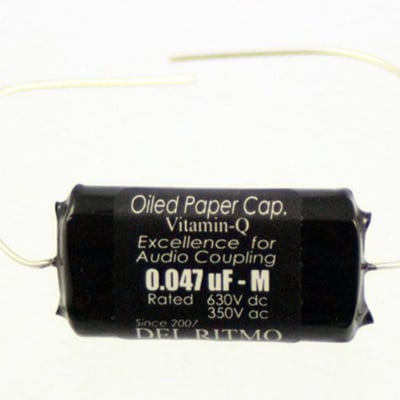 Oiled Paper Cap.
Vitamin-Q
Excellence for
Audio Coupling
0.047 uF - M
Rated 630V dc
350V ac
Since 2007
DEL RITMO